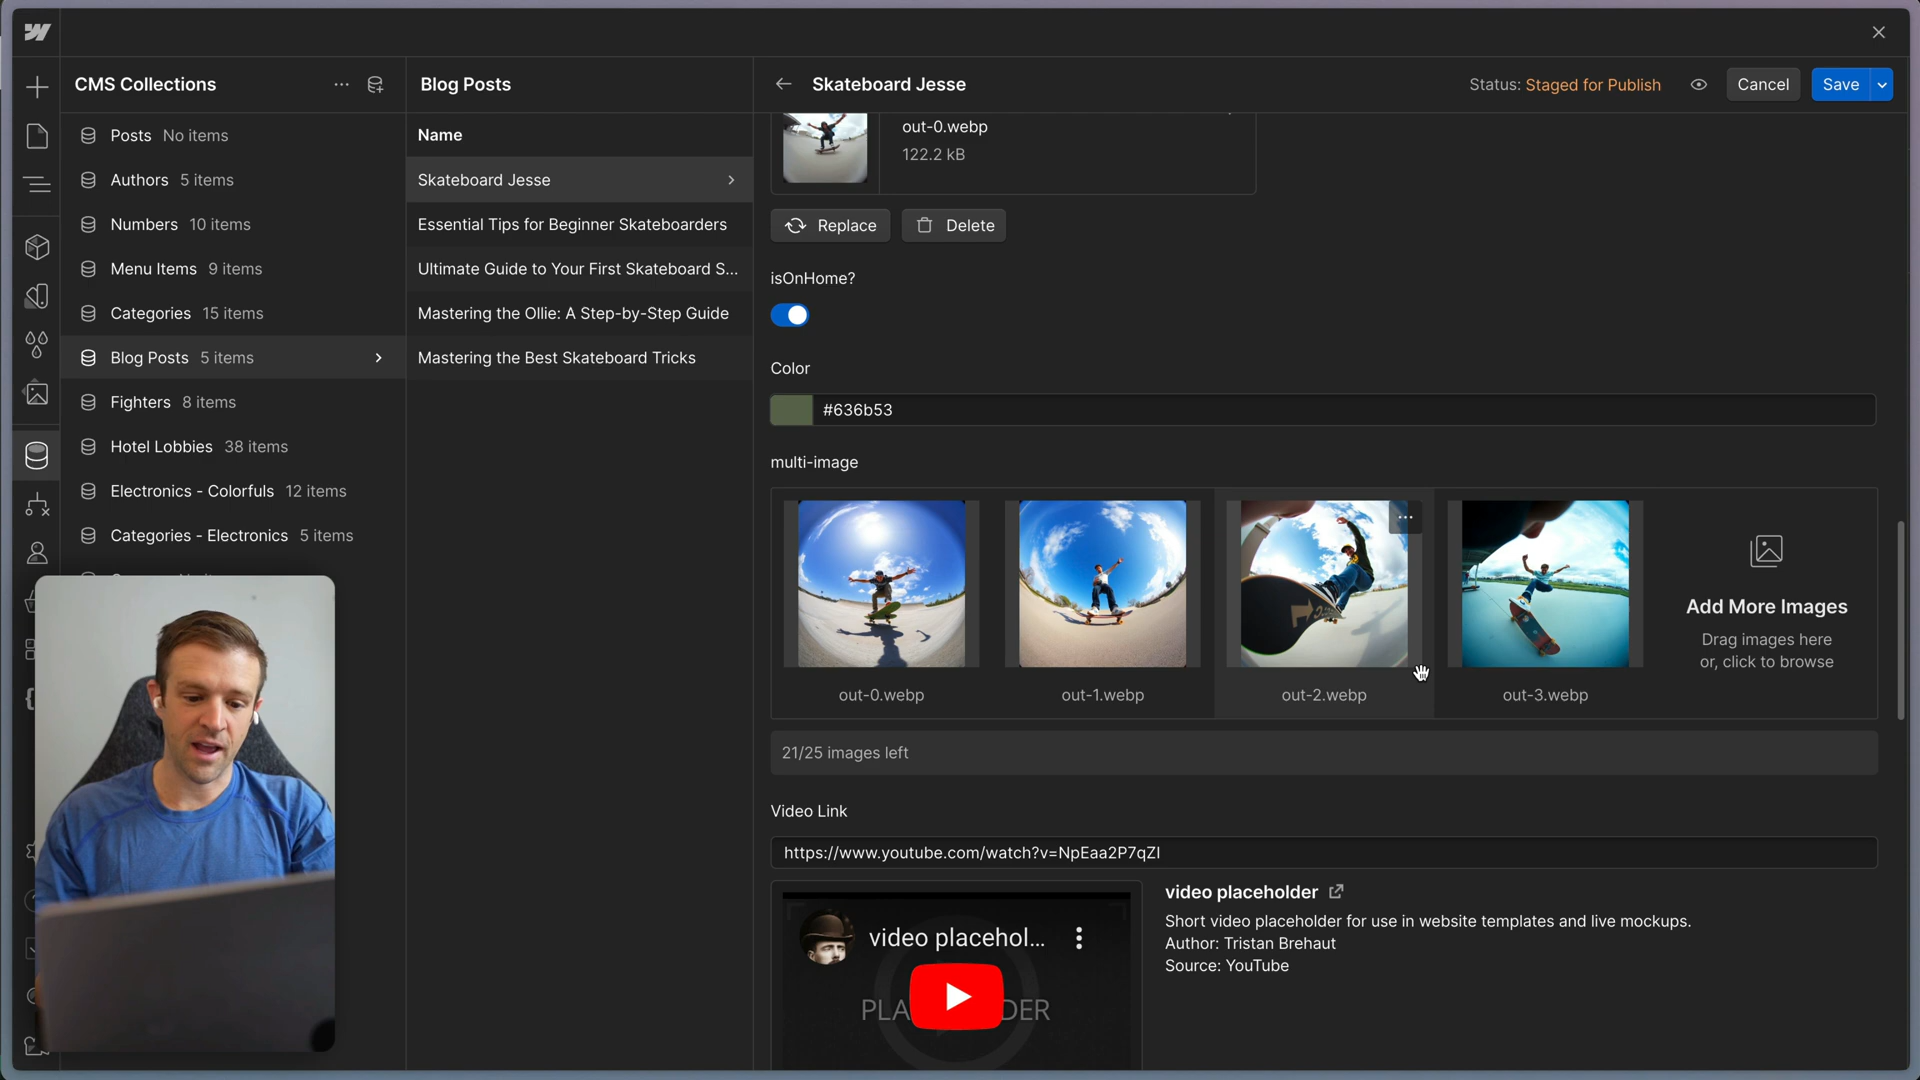 CMS Collections
Posts No items
Authors 5 items
Numbers 10 items
Menu Items 9 items
Categories 15 items
Blog Posts 5 items
Fighters 8 items
Hotel Lobbies 38 items
Electronics - Colorfuls 12 items
Categories - Electronics 5 items
Blog Posts
Name
Skateboard Jesse
Essential Tips for Beginner Skateboarders
Ultimate Guide to Your First Skateboard S...
Mastering the Ollie: A Step-by-Step Guide
Mastering the Best Skateboard Tricks
Skateboard Jesse
Status: Staged for Publish
Cancel
Save
out-0.webp
122.2 kB
Replace
Delete
isOnHome?
Color
#636b53
multi-image
out-0.webp
out-1.webp
out-2.webp
out-3.webp
Add More Images
Drag images here
or, click to browse
21/25 images left
Video Link
https://www.youtube.com/watch?v=NpEaa2P7qZI
video placehol...
video placeholder
Short video placeholder for use in website templates and live mockups.
Author: Tristan Brehaut
Source: YouTube